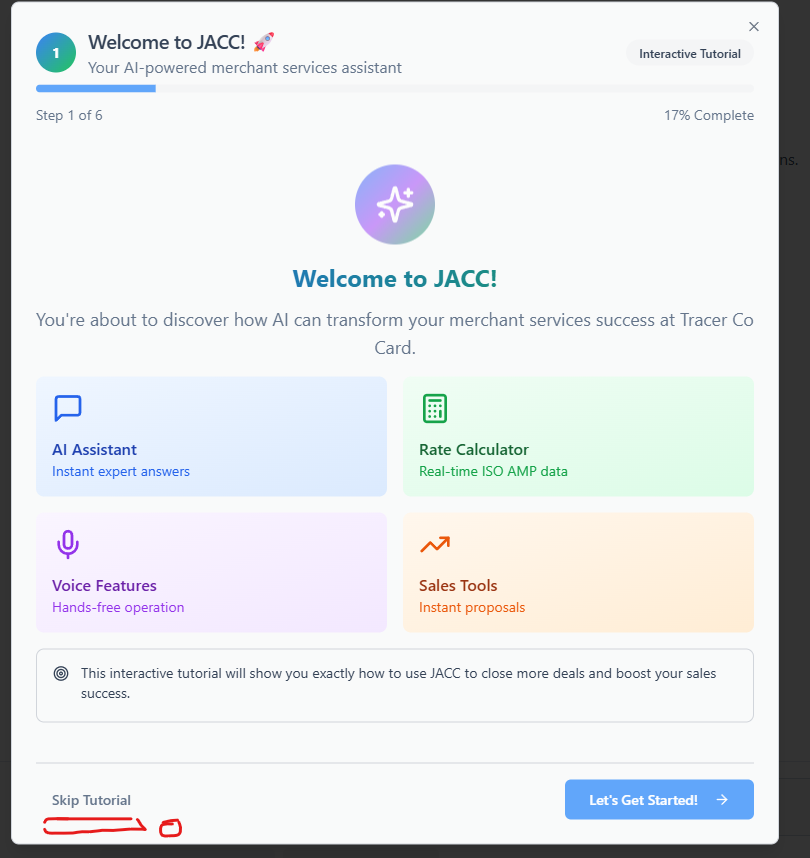 1
Welcome to JACC! 🚀
Your AI-powered merchant services assistant
Interactive Tutorial
Step 1 of 6
17% Complete
ns.
Welcome to JACC!
You're about to discover how AI can transform your merchant services success at Tracer Co
Card.
AI Assistant
Instant expert answers
Rate Calculator
Real-time ISO AMP data
Voice Features
Hands-free operation
Sales Tools
Instant proposals
This interactive tutorial will show you exactly how to use JACC to close more deals and boost your sales
success.
Skip Tutorial
Let's Get Started!